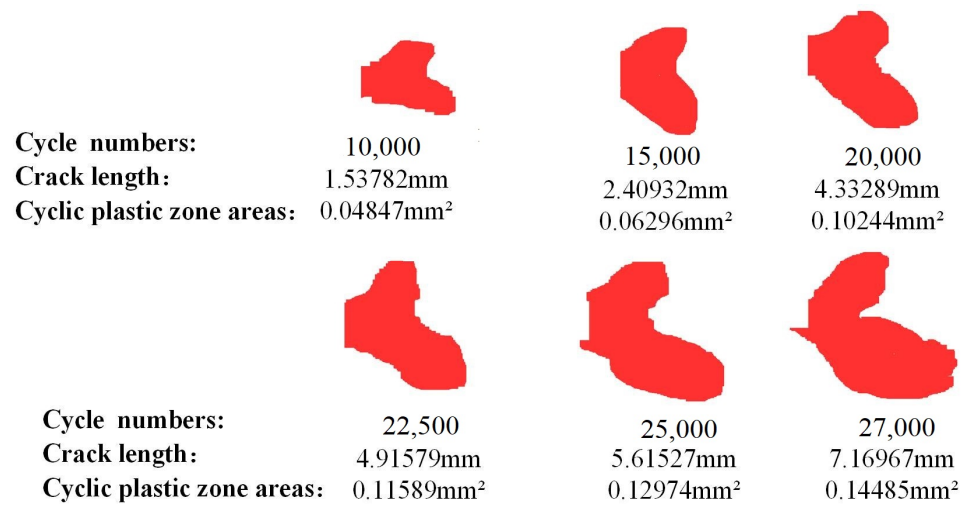 Cycle numbers: 10,000 15,000 20,000
Crack length: 1.53782mm 2.40932mm 4.33289mm
Cyclic plastic zone areas: 0.04847mm² 0.06296mm² 0.10244mm²
Cycle numbers: 22,500 25,000 27,000
Crack length: 4.91579mm 5.61527mm 7.16967mm
Cyclic plastic zone areas: 0.11589mm² 0.12974mm² 0.14485mm²